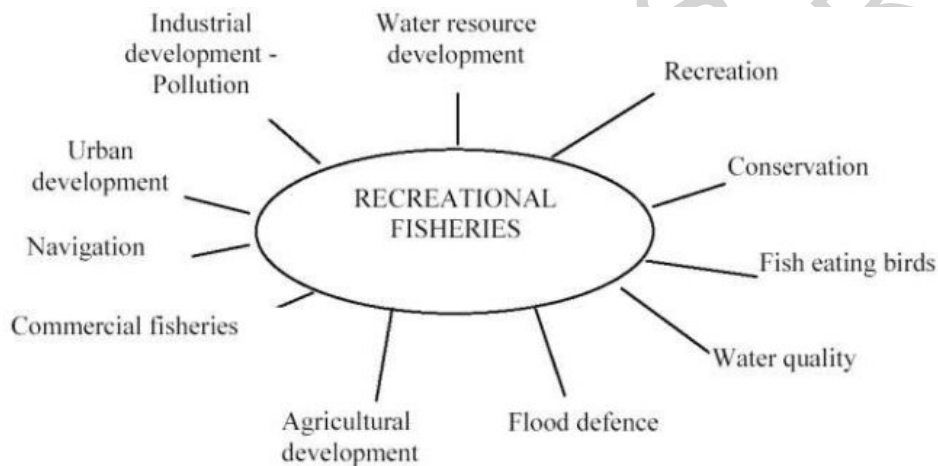 Industrial
development -
Pollution
Water resource
development
Recreation
Urban
development
RECREATIONAL
FISHERIES
Conservation
Navigation
Fish eating birds
Commercial fisheries
Water quality
Agricultural
development
Flood defence